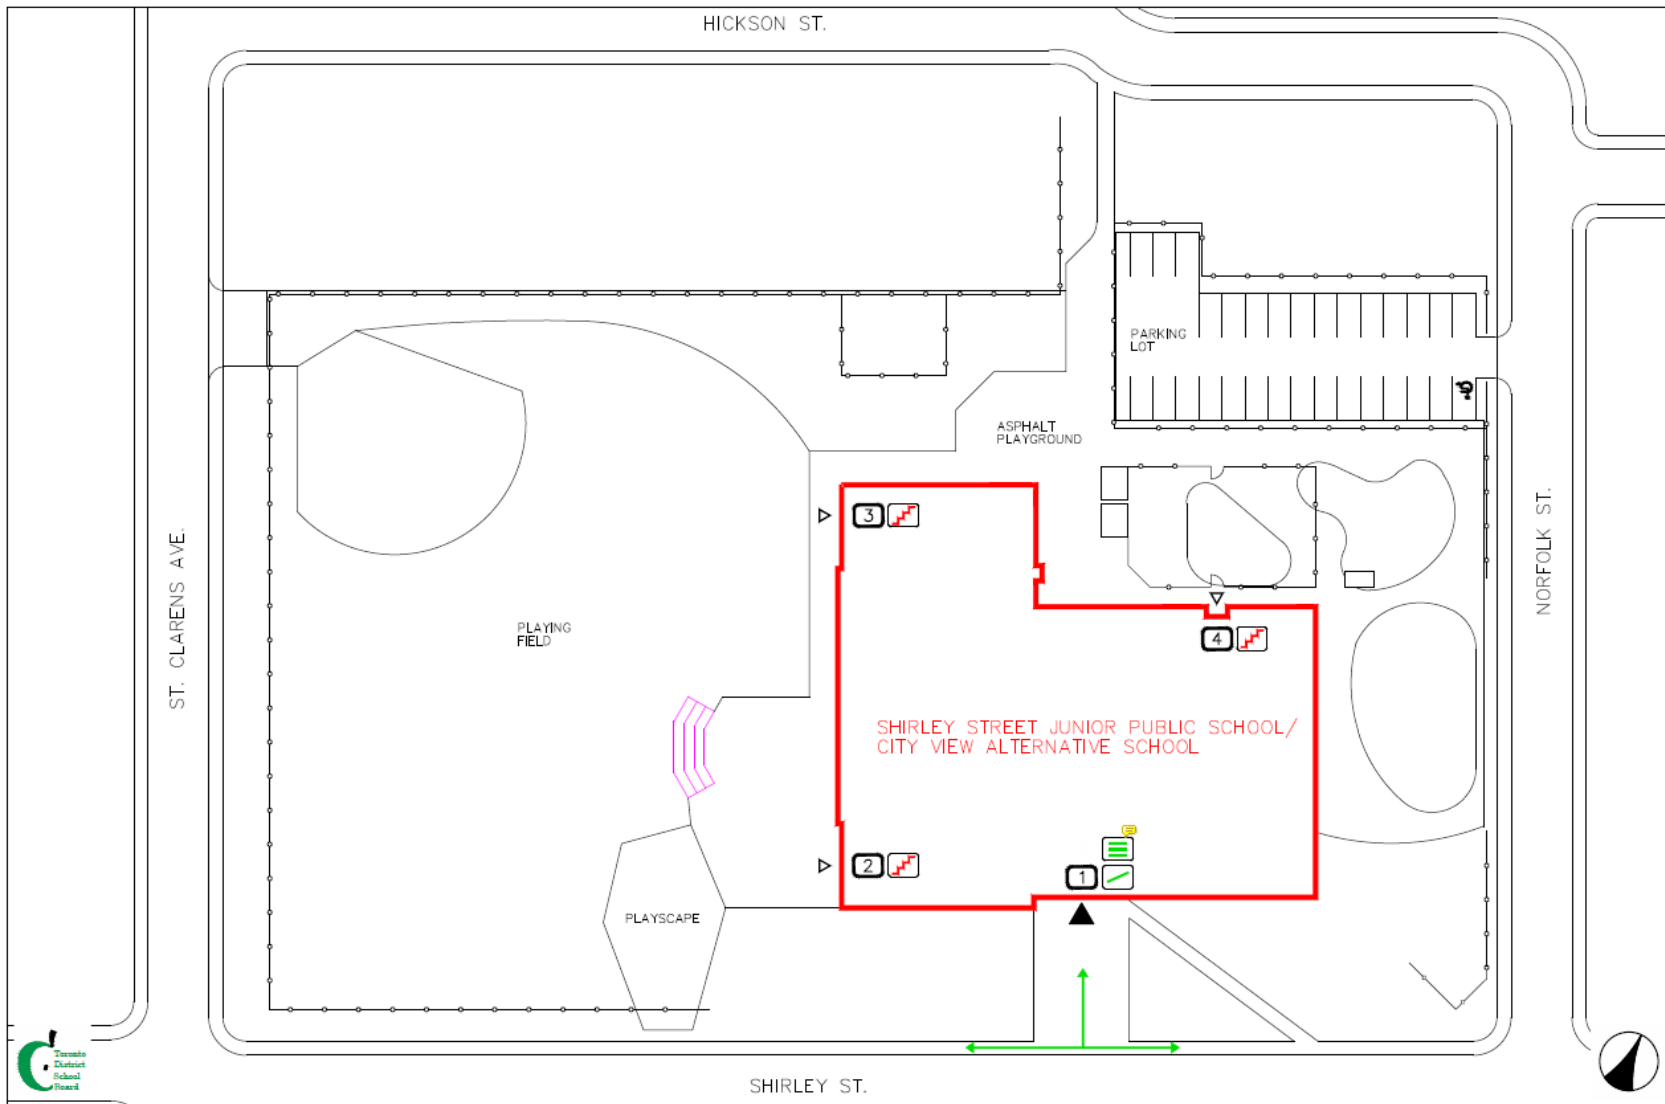 HICKSON ST.
PARKING
LOT
ASPHALT
PLAYGROUND
3
ST. CLARENS AVE.
NORFOLK ST.
PLAYING
FIELD
4
SHIRLEY STREET JUNIOR PUBLIC SCHOOL/
CITY VIEW ALTERNATIVE SCHOOL
2
1
PLAYSCAPE
Toronto
District
School
Board
SHIRLEY ST.